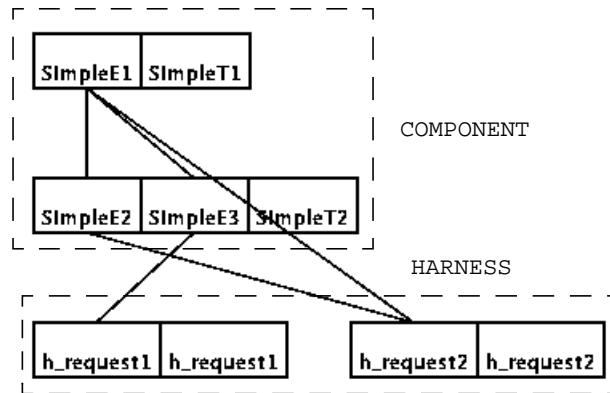 SimpleE1 SimpleT1
COMPONENT
SimpleE2 SimpleE3 SimpleT2
HARNESS
h_request1 h_request1 h_request2 h_request2